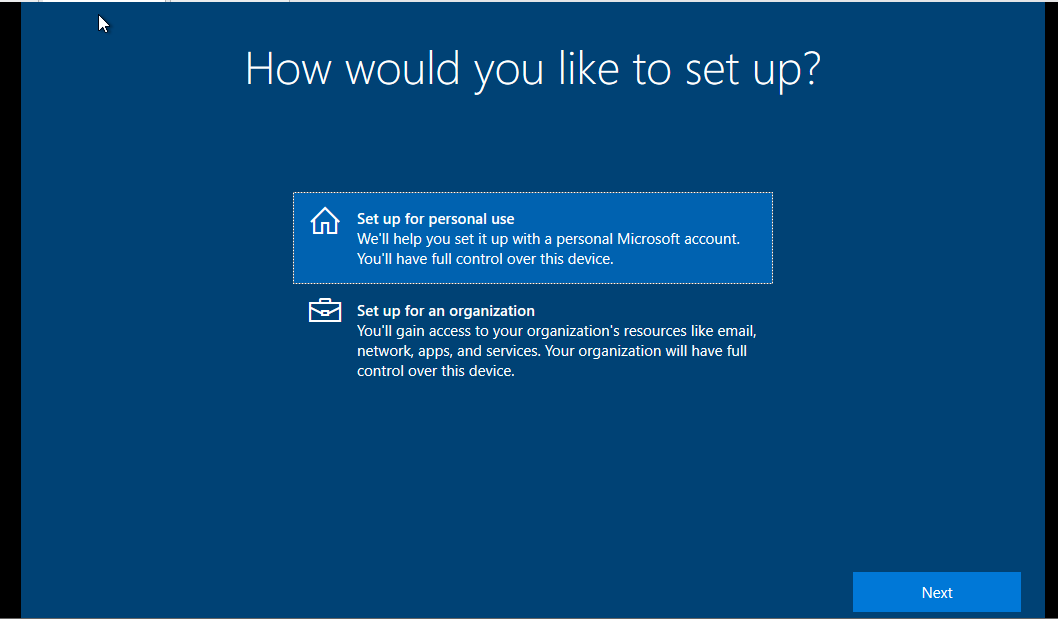 How would you like to set up?
Set up for personal use
We'll help you set it up with a personal Microsoft account.
You'll have full control over this device.
Set up for an organization
You'll gain access to your organization's resources like email,
network, apps, and services. Your organization will have full
control over this device.
Next